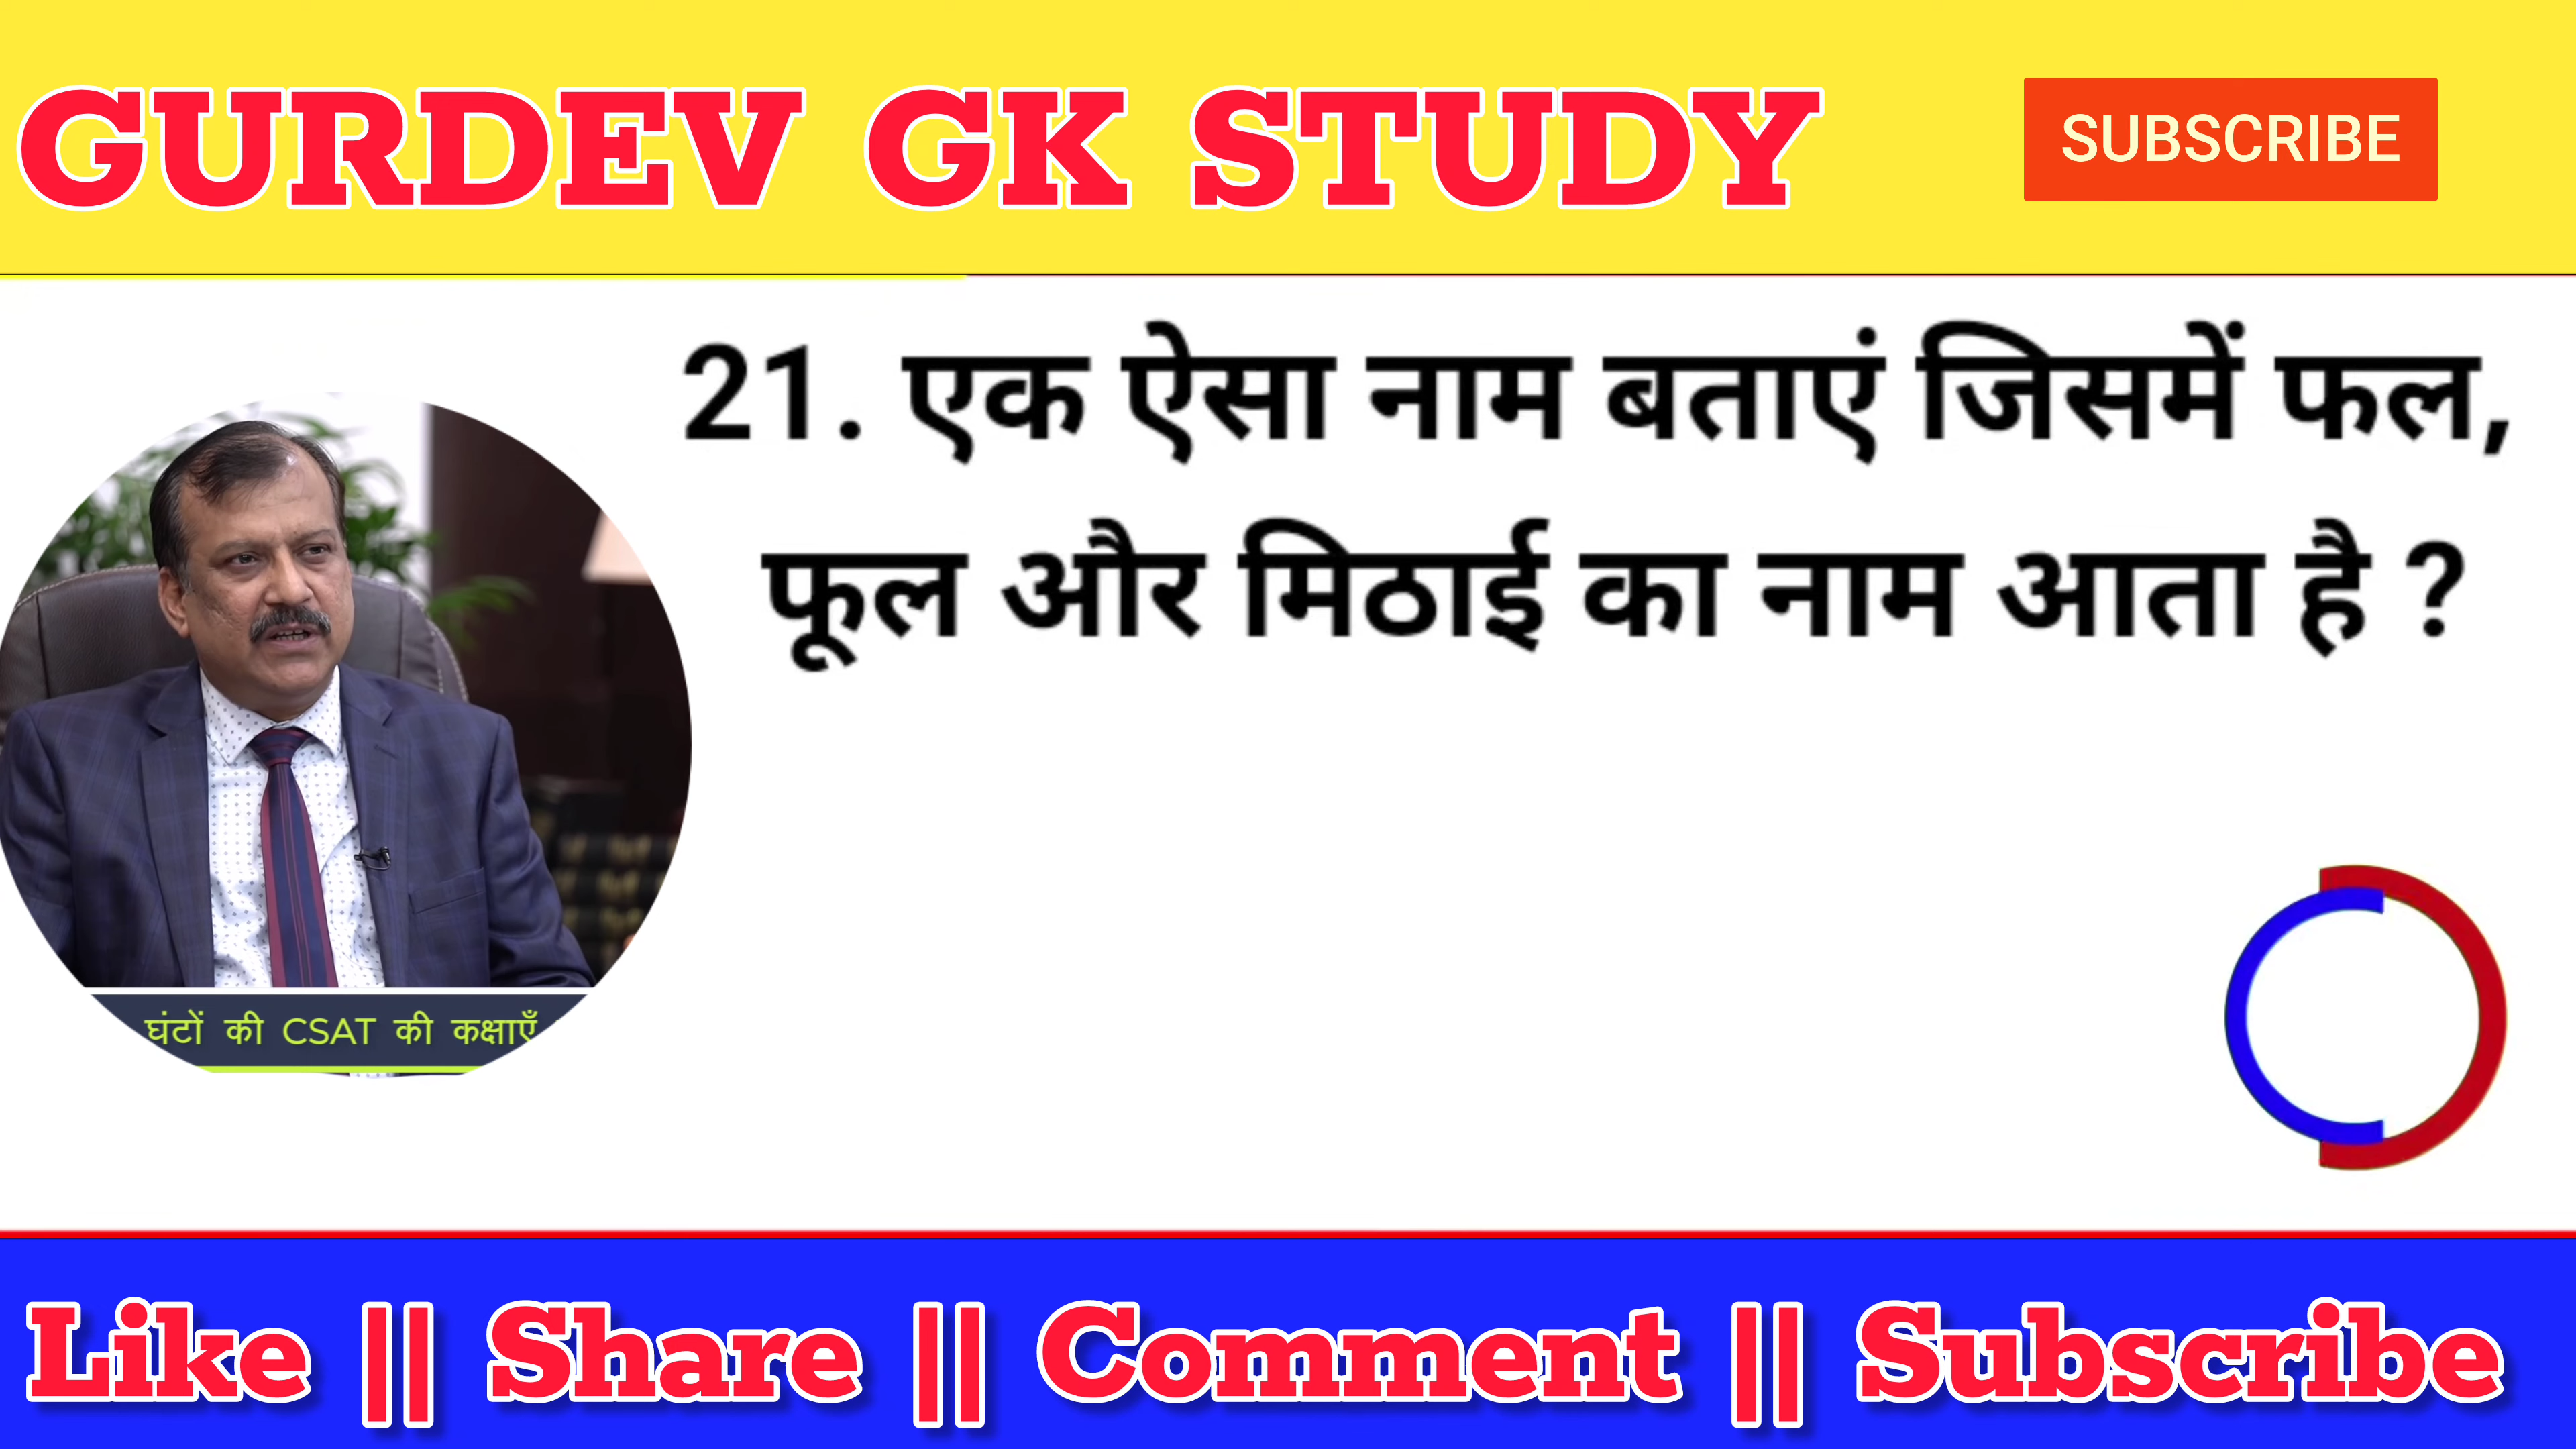 GURDEV GK STUDY
SUBSCRIBE
21. एक ऐसा नाम बताएं जिसमें फल,
फूल और मिठाई का नाम आता है ?
घंटों की CSAT की कक्षाएँ
Like || Share || Comment || Subscribe